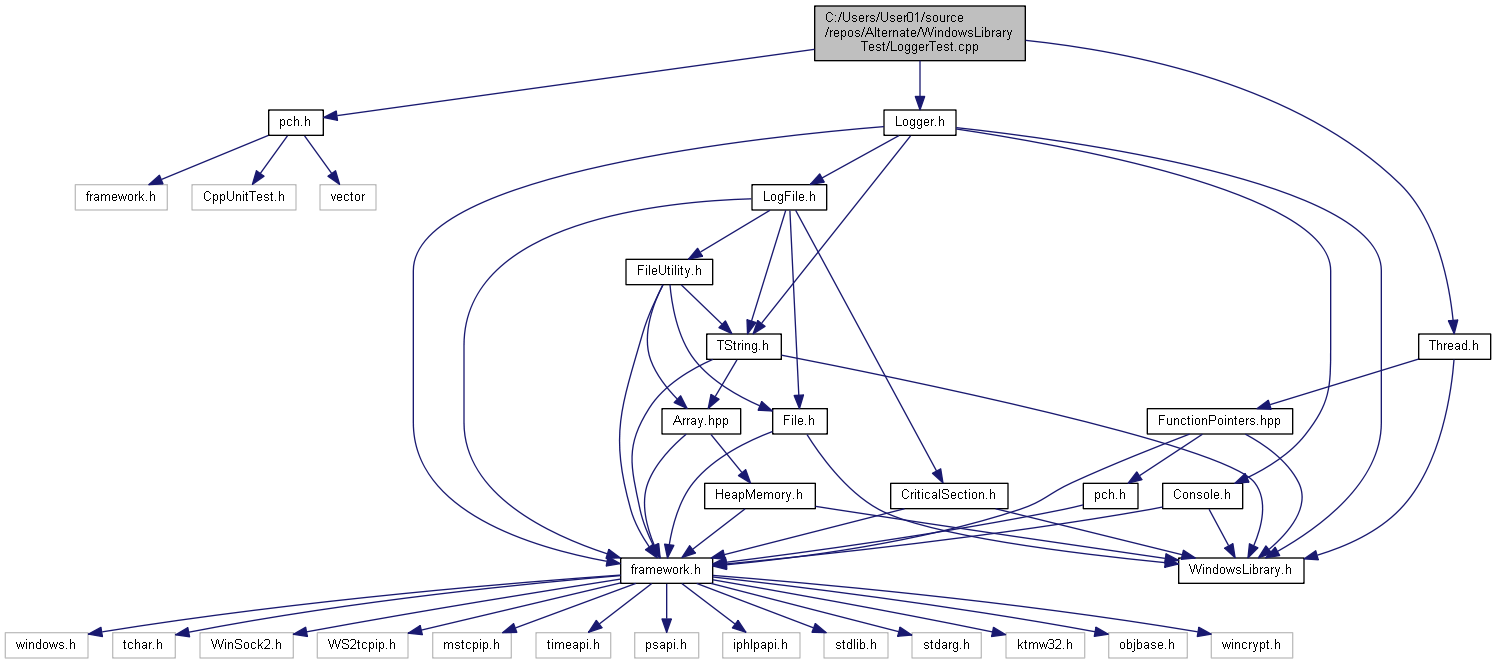 C:/Users/User01/source
/repos/Alternate/WindowsLibrary
Test/LoggerTest.cpp
pch.h
Logger.h
framework.h
CppUnitTest.h
vector
LogFile.h
FileUtility.h
TString.h
Thread.h
Array.hpp
File.h
FunctionPointers.hpp
HeapMemory.h
CriticalSection.h
pch.h
Console.h
framework.h
WindowsLibrary.h
windows.h
tchar.h
WinSock2.h
WS2tcpip.h
mstcpip.h
timeapi.h
psapi.h
iphlpapi.h
stdlib.h
stdarg.h
ktmw32.h
objbase.h
wincrypt.h